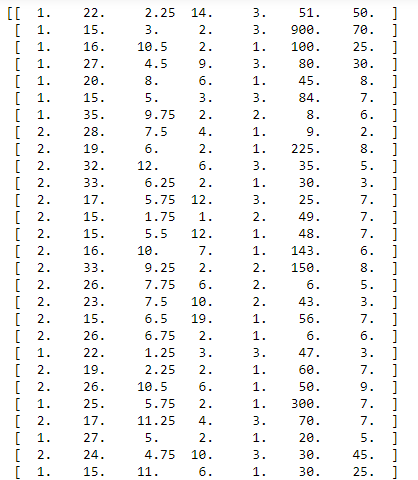 [[ 1. 22. 2.25 14. 3. 51. 50. ]
[ 1. 15. 3. 2. 3. 900. 70. ]
[ 1. 16. 10.5 2. 1. 100. 25. ]
[ 1. 27. 4.5 9. 3. 80. 30. ]
[ 1. 20. 8. 6. 1. 45. 8. ]
[ 1. 15. 5. 3. 3. 84. 7. ]
[ 1. 35. 9.75 2. 2. 8. 6. ]
[ 2. 28. 7.5 4. 1. 9. 2. ]
[ 2. 19. 6. 2. 1. 225. 8. ]
[ 2. 32. 12. 6. 3. 35. 5. ]
[ 2. 33. 6.25 2. 1. 30. 3. ]
[ 2. 17. 5.75 12. 3. 25. 7. ]
[ 2. 15. 1.75 1. 2. 49. 7. ]
[ 2. 15. 5.5 12. 1. 48. 7. ]
[ 2. 16. 10. 7. 1. 143. 6. ]
[ 2. 33. 9.25 2. 2. 150. 8. ]
[ 2. 26. 7.75 6. 2. 6. 5. ]
[ 2. 23. 7.5 10. 2. 43. 3. ]
[ 2. 15. 6.5 19. 1. 56. 7. ]
[ 2. 26. 6.75 2. 1. 6. 6. ]
[ 1. 22. 1.25 3. 3. 47. 3. ]
[ 2. 19. 2.25 2. 1. 60. 7. ]
[ 2. 26. 10.5 6. 1. 50. 9. ]
[ 1. 25. 5.75 2. 1. 300. 7. ]
[ 2. 17. 11.25 4. 3. 70. 7. ]
[ 1. 27. 5. 2. 1. 20. 5. ]
[ 2. 24. 4.75 10. 3. 30. 45. ]
[ 1. 15. 11. 6. 1. 30. 25. ]